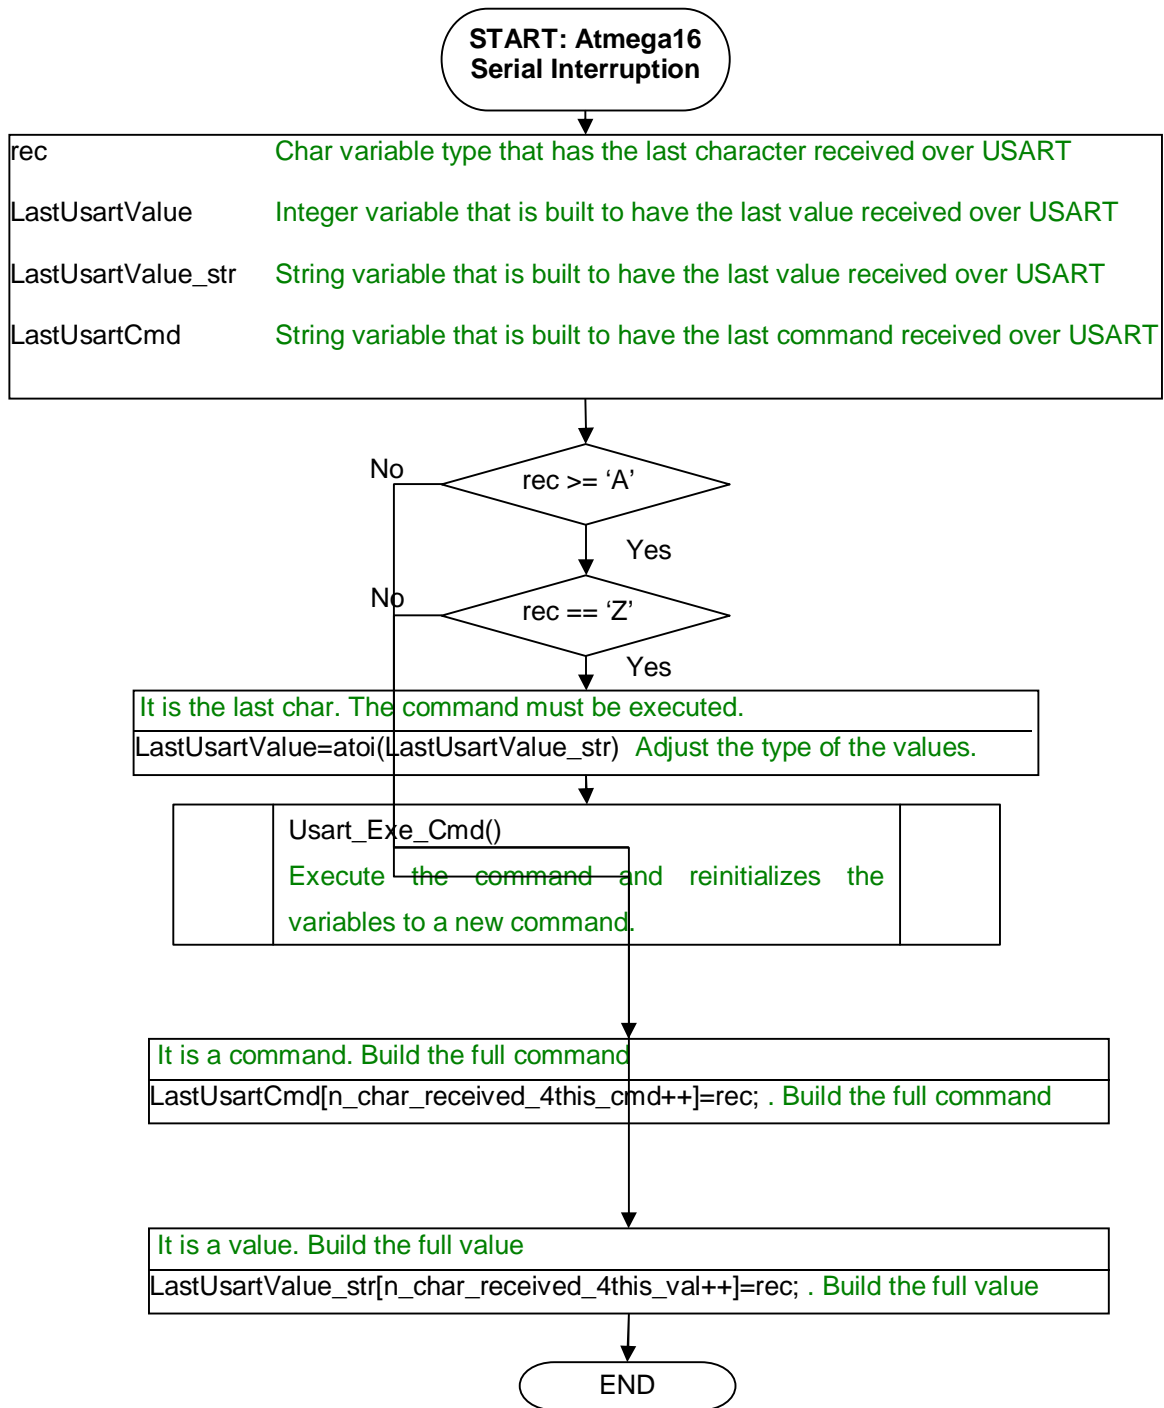 START: Atmega16
Serial Interruption
rec Char variable type that has the last character received over USART
LastUsartValue Integer variable that is built to have the last value received over USART
LastUsartValue_str String variable that is built to have the last value received over USART
LastUsartCmd String variable that is built to have the last command received over USART
No
rec >= ‘A’
Yes
No
rec == ‘Z’
Yes
It is the last char. The command must be executed.
LastUsartValue=atoi(LastUsartValue_str) Adjust the type of the values.
Usart_Exe_Cmd()
Execute the command and reinitializes the
variables to a new command.
It is a command. Build the full command
LastUsartCmd[n_char_received_4this_cmd++]=rec; . Build the full command
It is a value. Build the full value
LastUsartValue_str[n_char_received_4this_val++]=rec; . Build the full value
END